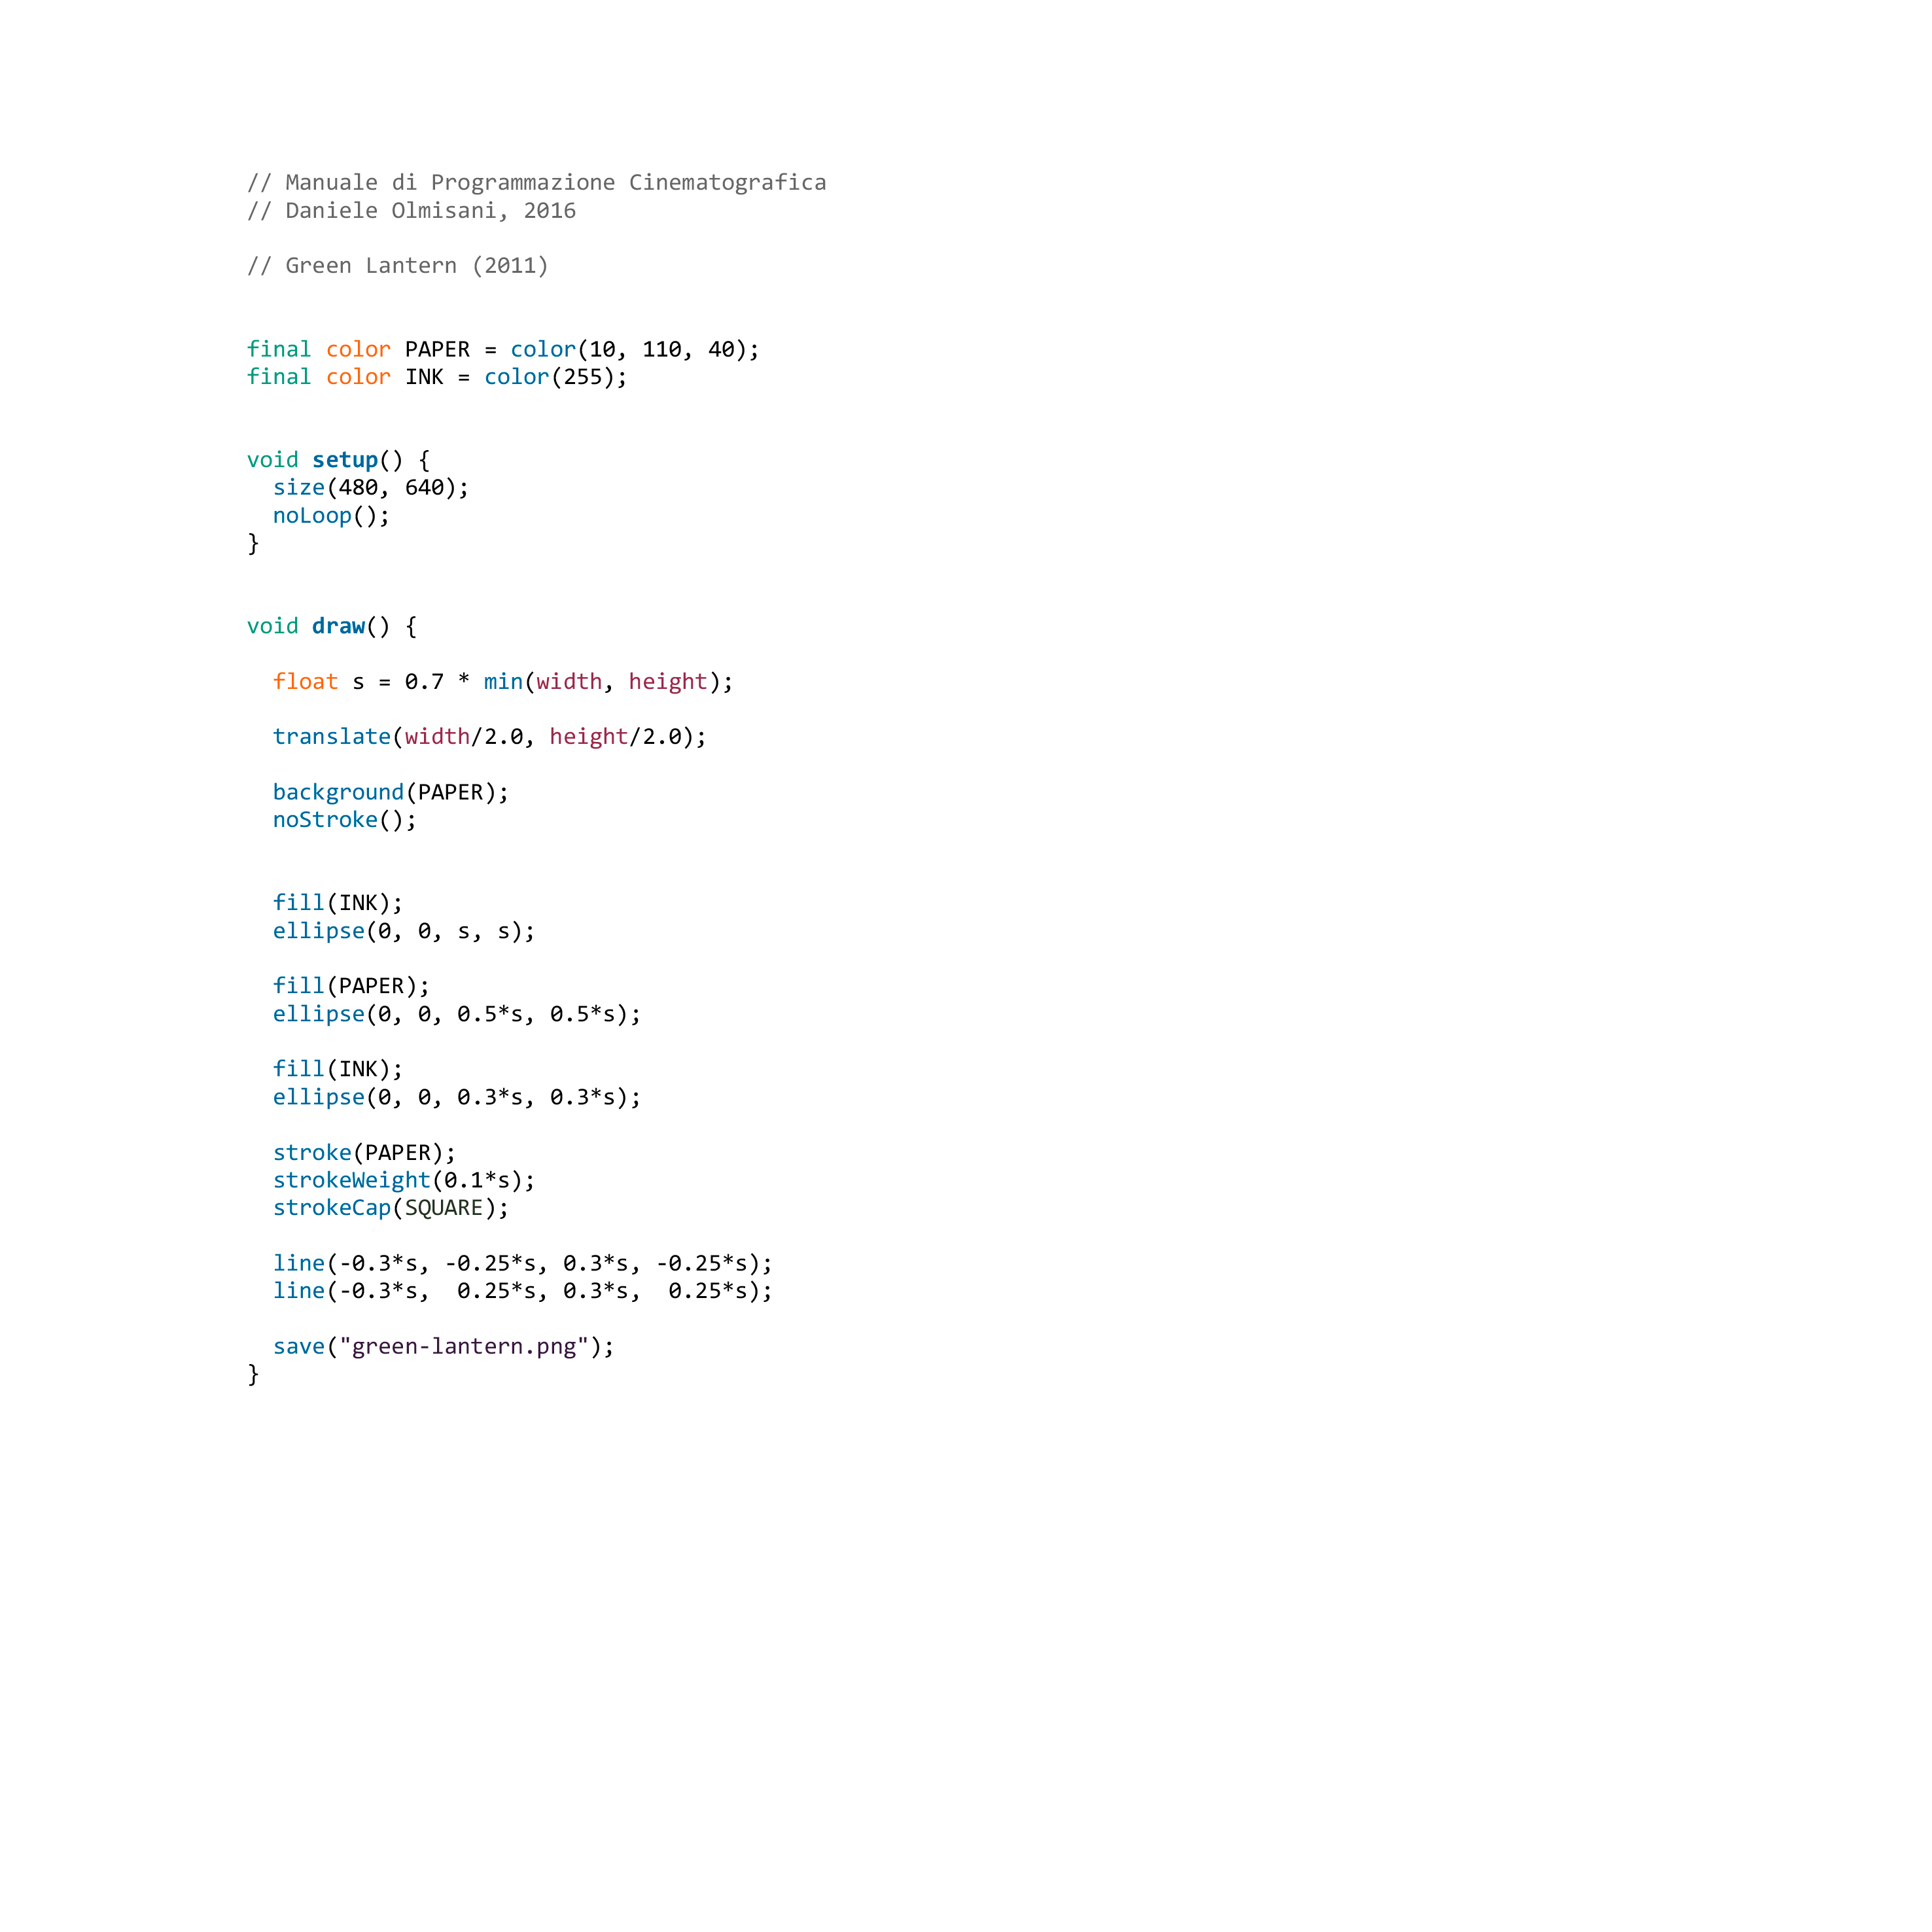 // Manuale di Programmazione Cinematografica
// Daniele Olmisani, 2016

// Green Lantern (2011)


final color PAPER = color(10, 110, 40);
final color INK = color(255);


void setup() {
  size(480, 640);
  noLoop();
}


void draw() {

  float s = 0.7 * min(width, height);

  translate(width/2.0, height/2.0);

  background(PAPER);
  noStroke();


  fill(INK);
  ellipse(0, 0, s, s);

  fill(PAPER);
  ellipse(0, 0, 0.5*s, 0.5*s);

  fill(INK);
  ellipse(0, 0, 0.3*s, 0.3*s);

  stroke(PAPER);
  strokeWeight(0.1*s);
  strokeCap(SQUARE);

  line(-0.3*s, -0.25*s, 0.3*s, -0.25*s);
  line(-0.3*s,  0.25*s, 0.3*s,  0.25*s);

  save("green-lantern.png");
}